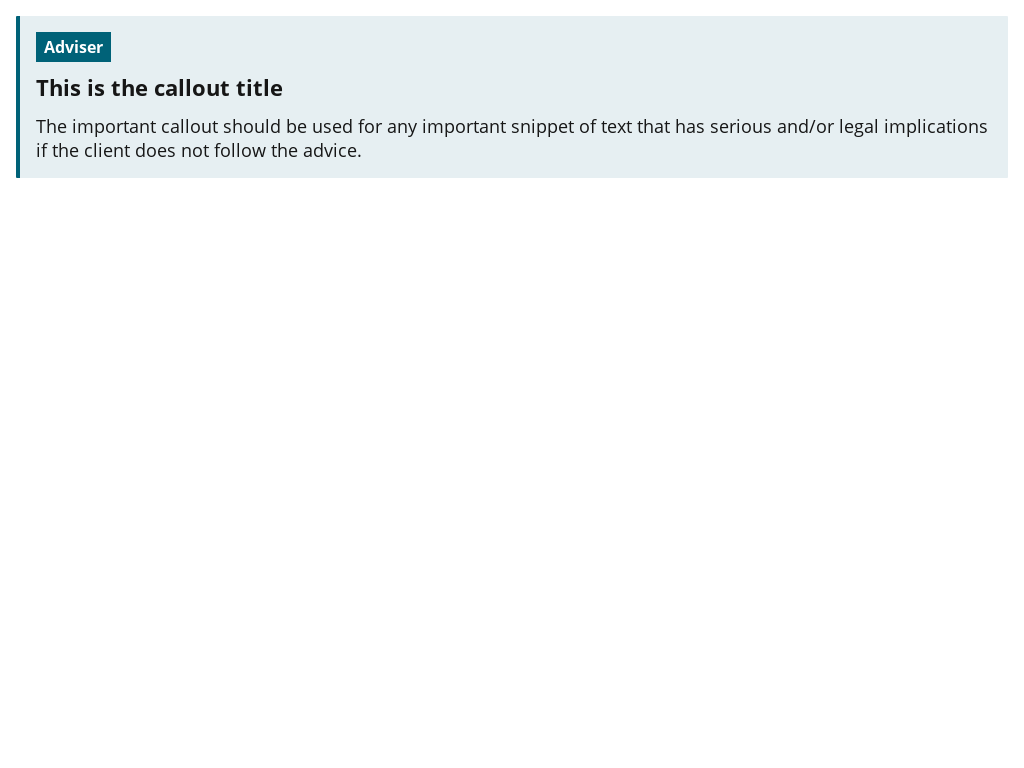 Adviser
This is the callout title
The important callout should be used for any important snippet of text that has serious and/or legal implications
if the client does not follow the advice.